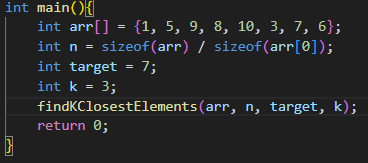 int main(){
    int arr[] = {1, 5, 9, 8, 10, 3, 7, 6};
    int n = sizeof(arr) / sizeof(arr[0]);
    int target = 7;
    int k = 3;
    findKClosestElements(arr, n, target, k);
    return 0;
}